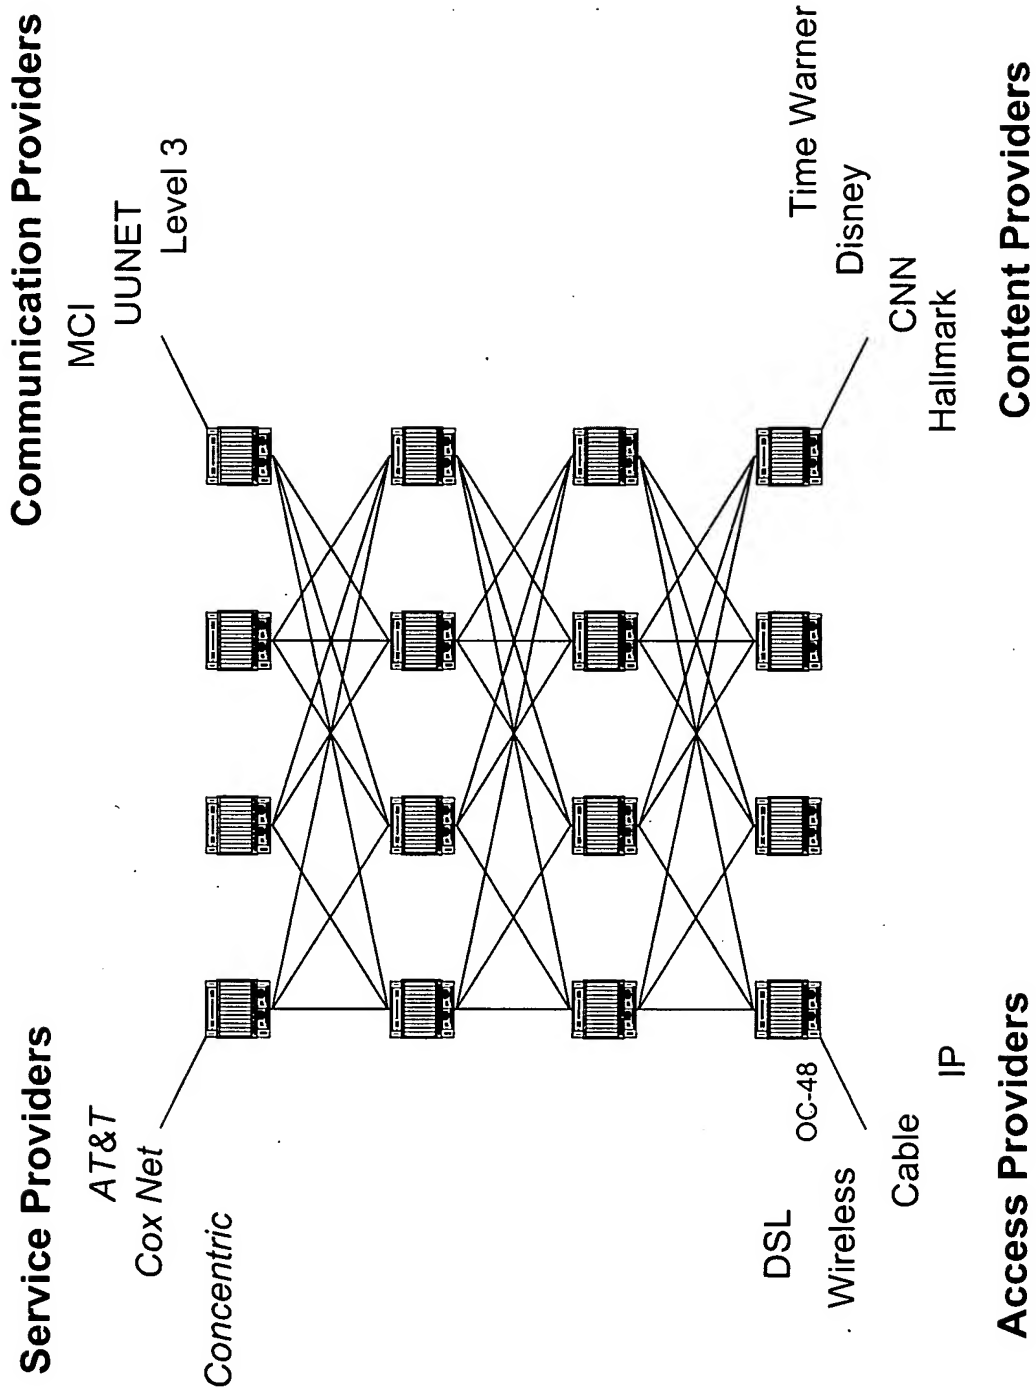 Service Providers
AT&T
Cox Net
Concentric
Communication Providers
MCI
UUNET
Level 3
DSL
OC-48
Wireless
Cable
IP
Access Providers
Time Warner
Disney
CNN
Hallmark
Content Providers